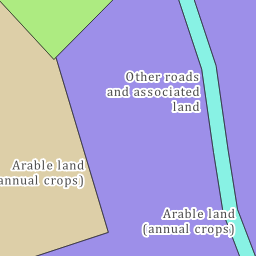 Other roads
and associated
land
Arable land
annual crops)
Arable land
(annual crops)